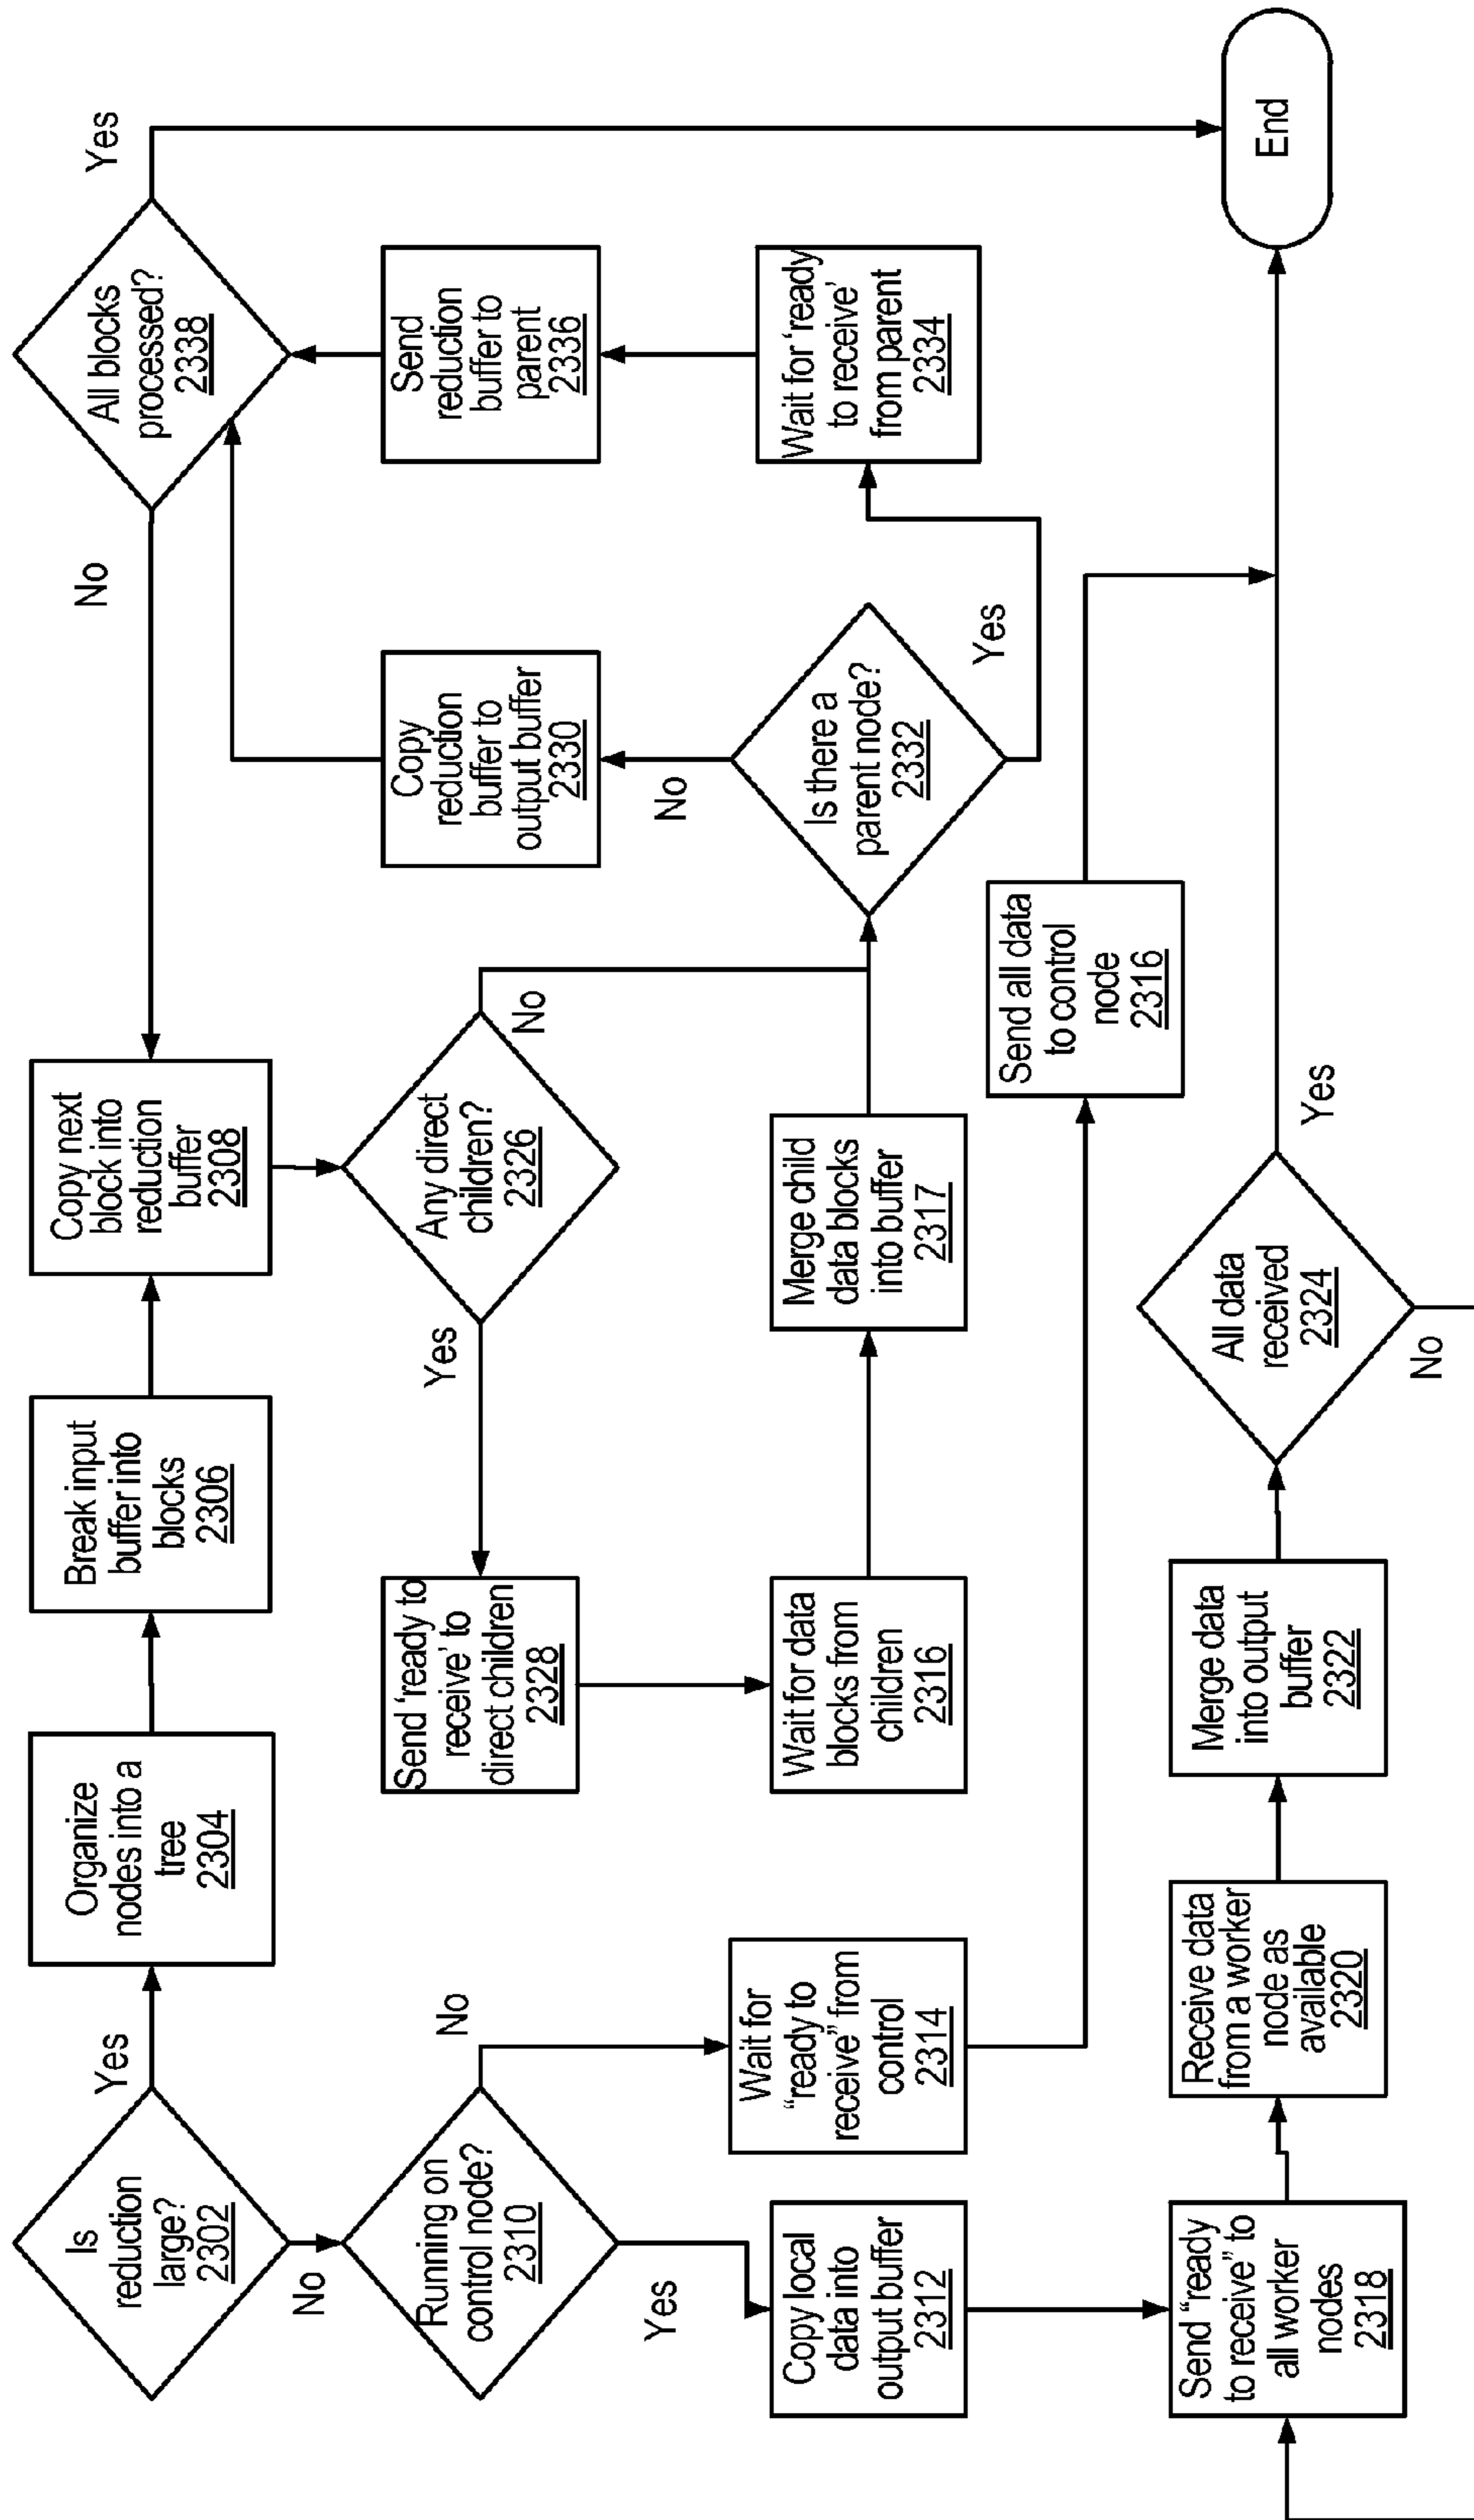 Is
reduction
large?
2302
Yes
No
Organize
nodes into a
tree
2304
Break input
buffer into
blocks
2306
Copy next
block into
reduction
buffer
2308
No
All blocks
processed?
2338
Yes
Running on
control node?
2310
No
Yes
Send 'ready to
receive' to
direct children
2328
Yes
Any direct
children?
2326
No
Copy
reduction
buffer to
output buffer
2330
No
Send
reduction
buffer to
parent
2336
Copy local
data into
output buffer
2312
Wait for
“ready to
receive” from
control
2314
Wait for data
blocks from
children
2316
Merge child
data blocks
into buffer
2317
Is there a
parent node?
2332
Yes
Wait for 'ready
to receive'
from parent
2334
Send all data
to control
node
2316
Send “ready
to receive” to
all worker
nodes
2318
Receive data
from a worker
node as
available
2320
Merge data
into output
buffer
2322
All data
received
2324
Yes
No
End